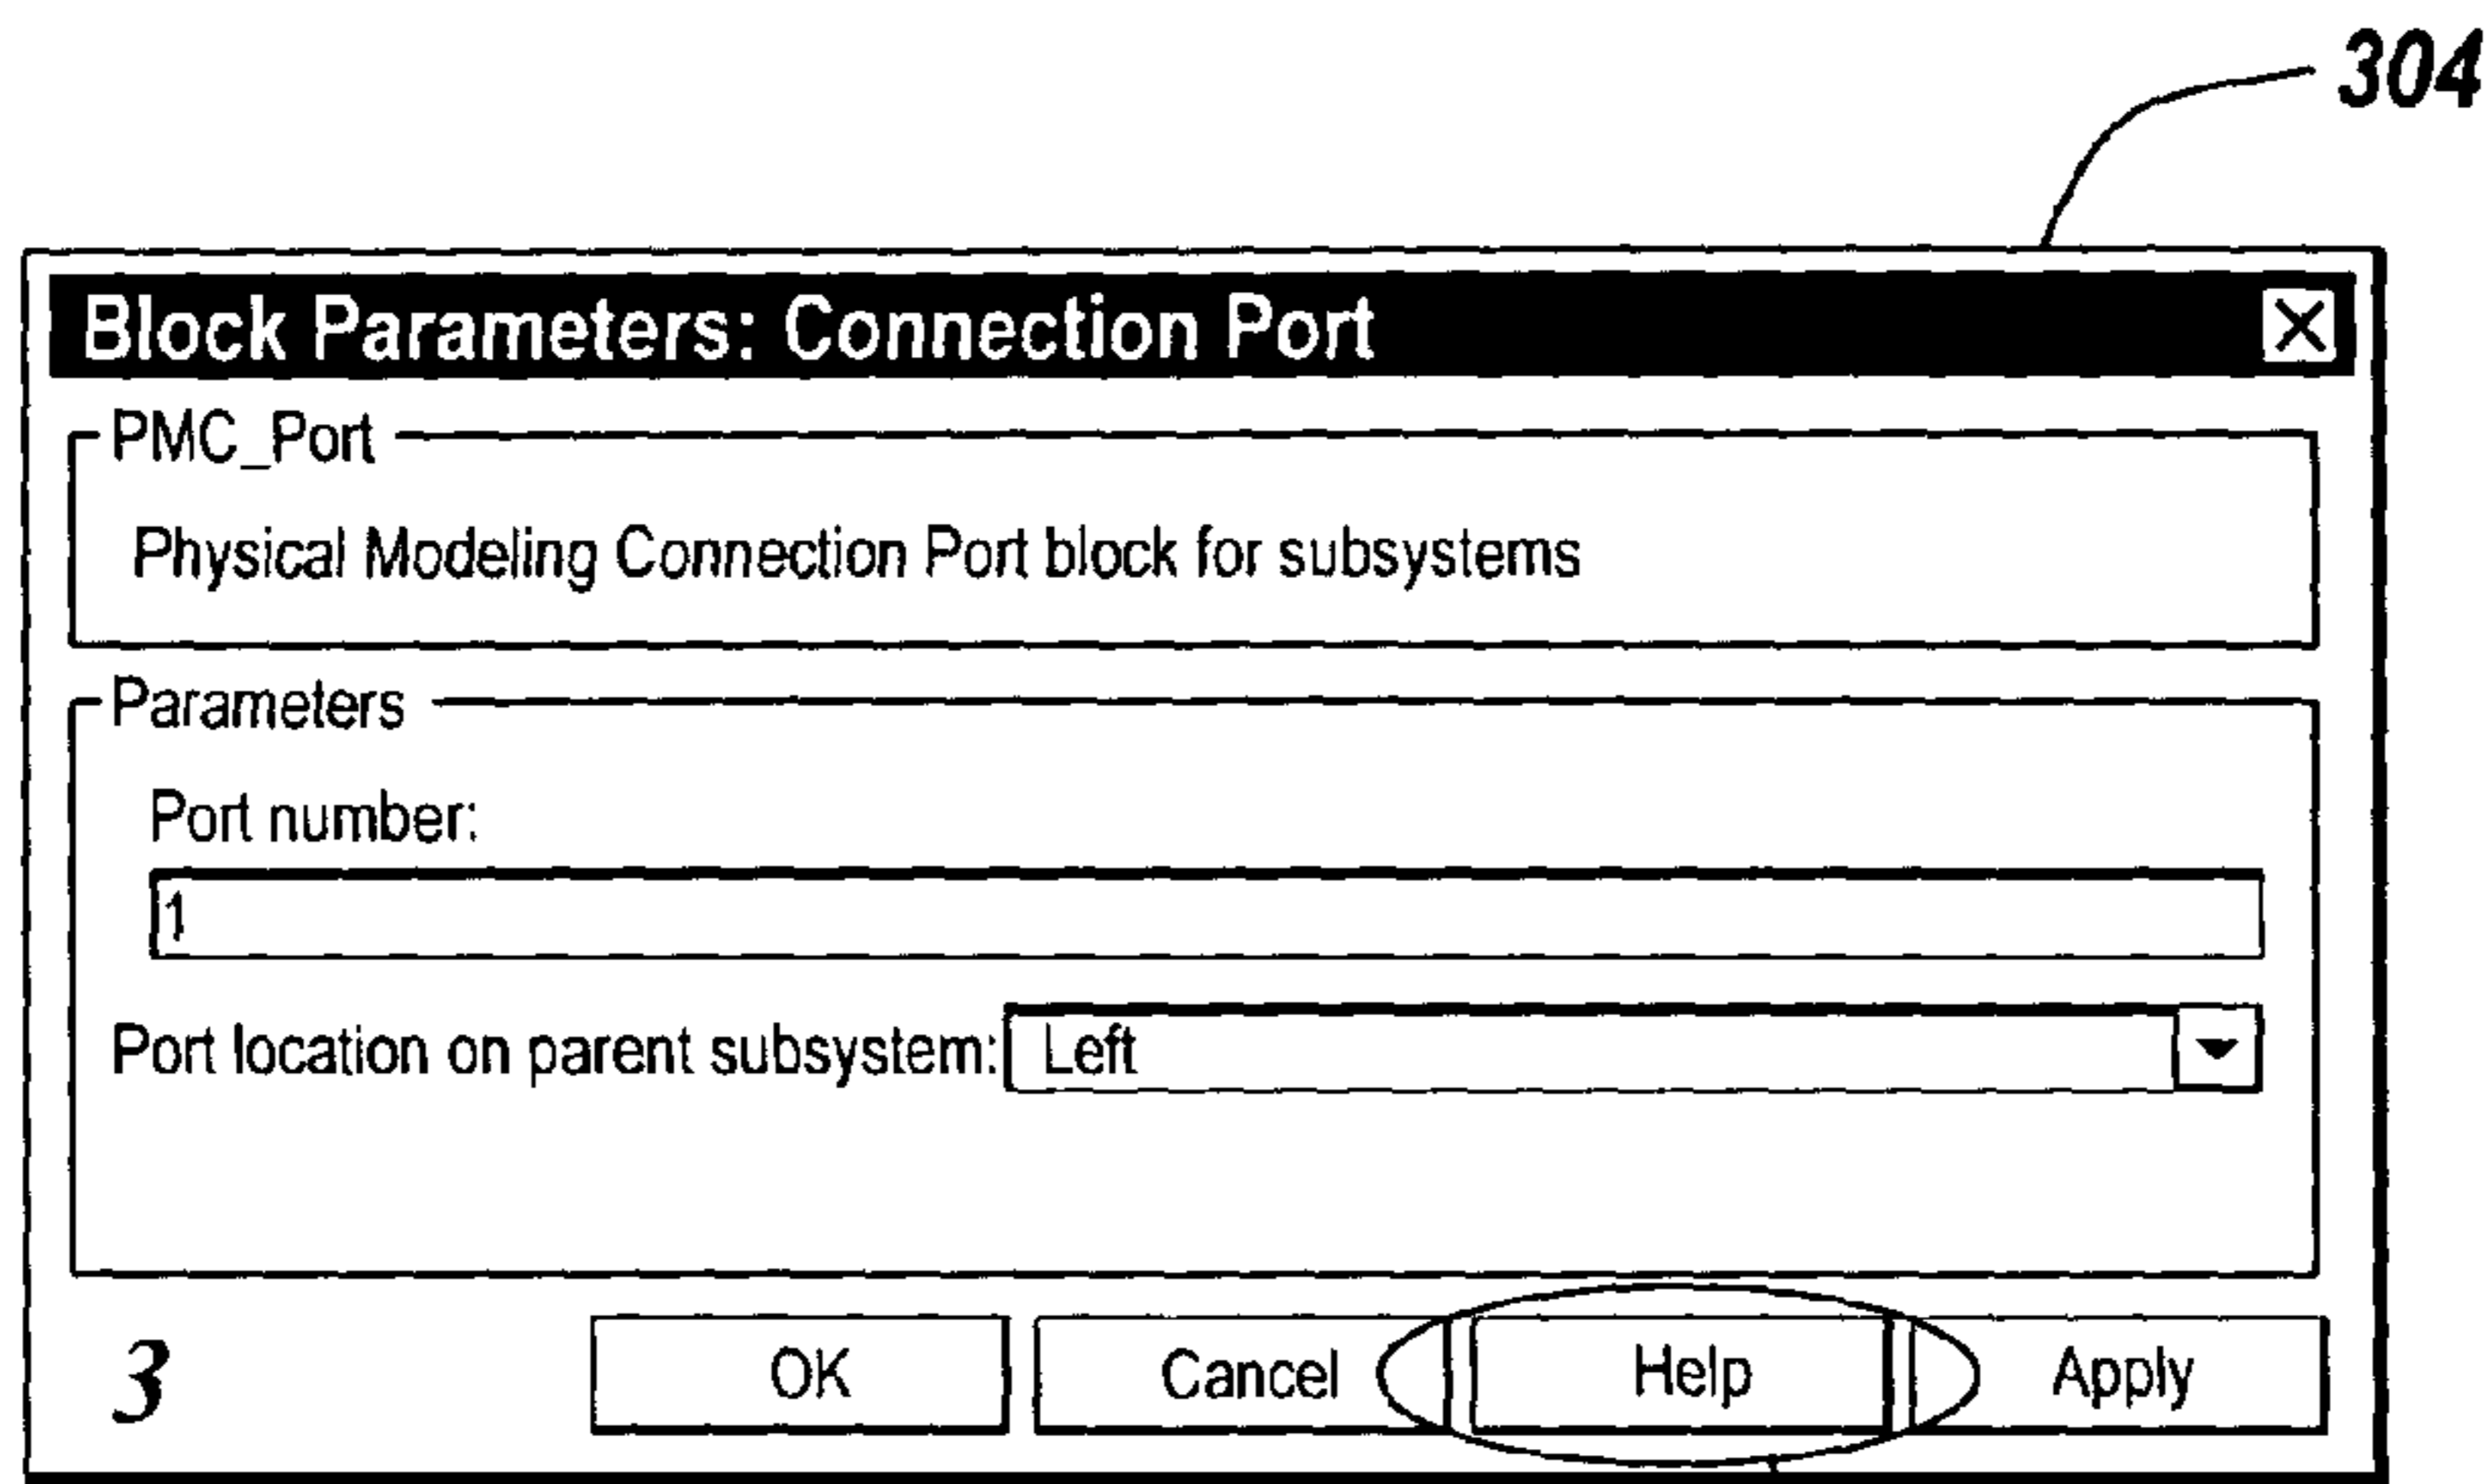 304
Block Parameters: Connection Port
PMC_Port
Physical Modeling Connection Port block for subsystems
Parameters
Port number:
1
Port location on parent subsystem: Left
3 OK Cancel Help Apply